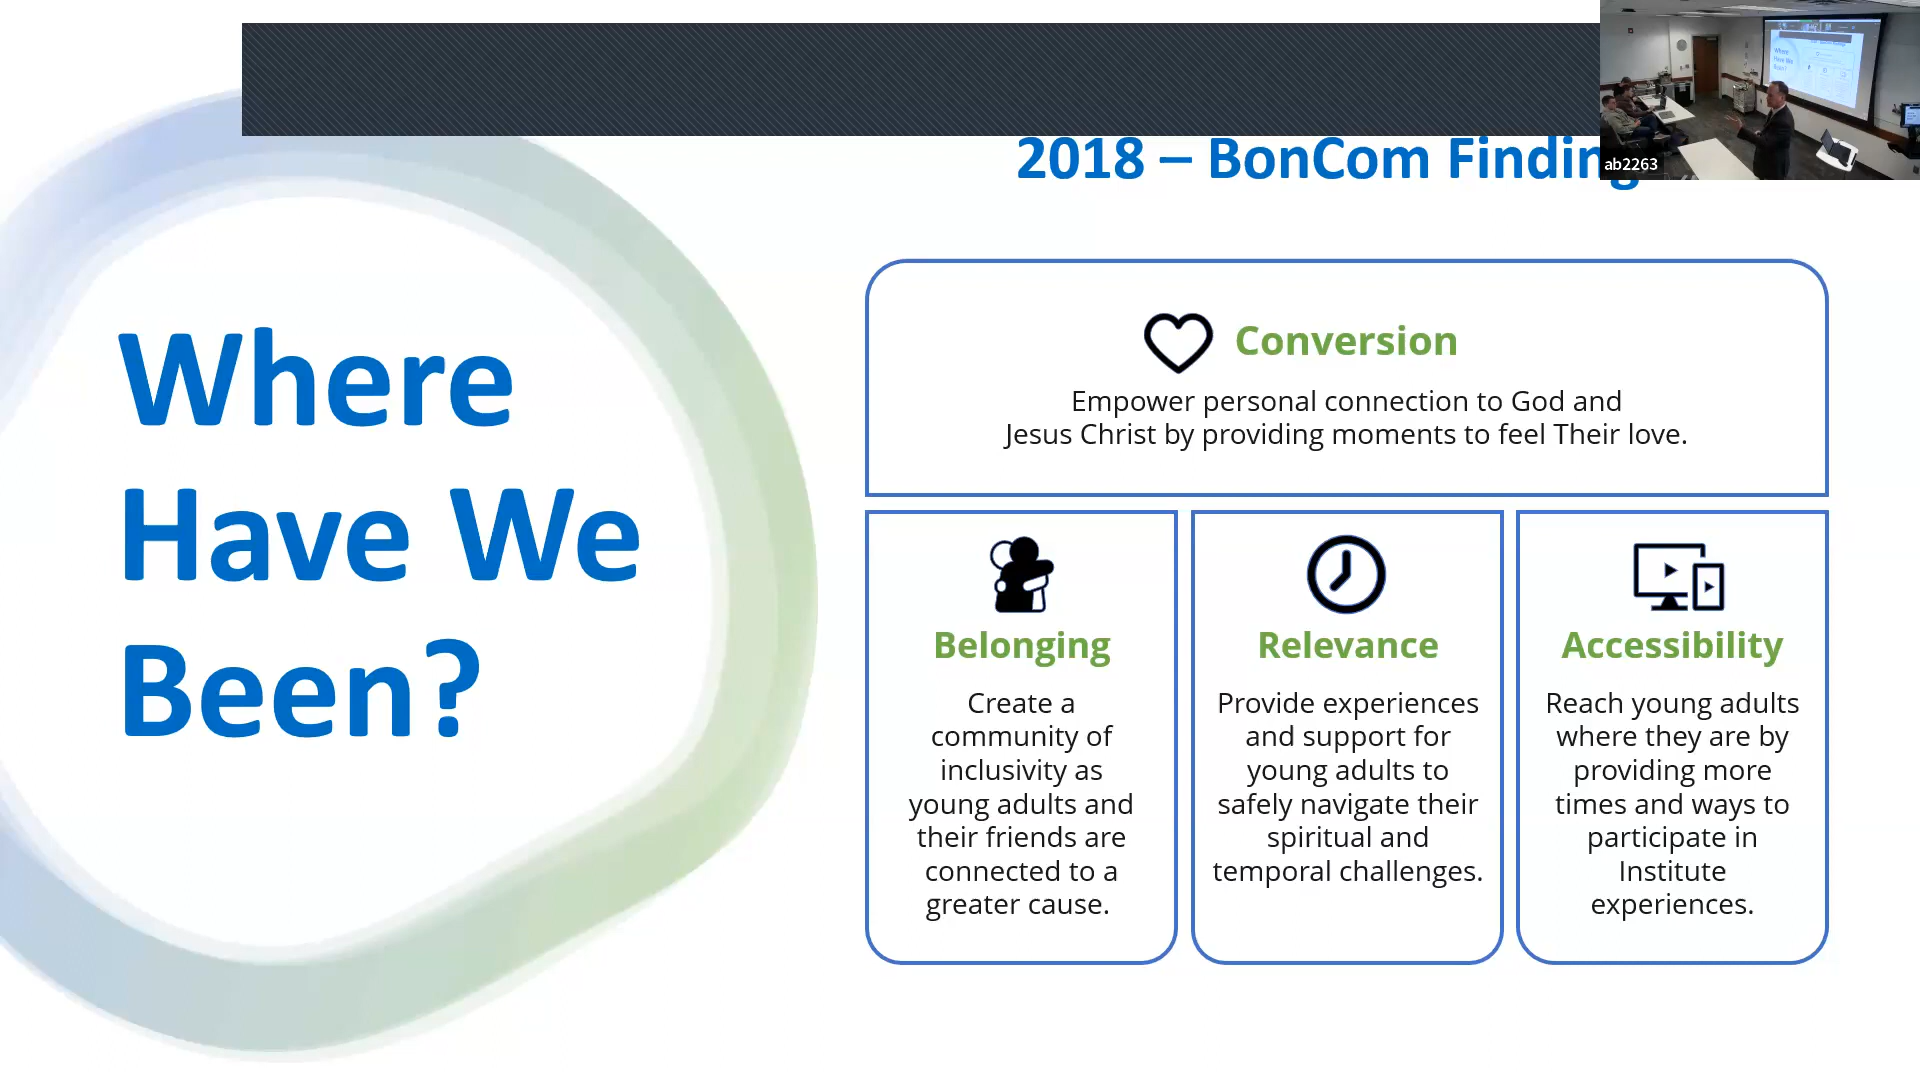 2018 – BonCom Finding
ab2263
Where
Have We
Been?
Conversion
Empower personal connection to God and
Jesus Christ by providing moments to feel Their love.
Belonging
Create a
community of
inclusivity as
young adults and
their friends are
connected to a
greater cause.
Relevance
Provide experiences
and support for
young adults to
safely navigate their
spiritual and
temporal challenges.
Accessibility
Reach young adults
where they are by
providing more
times and ways to
participate in
Institute
experiences.